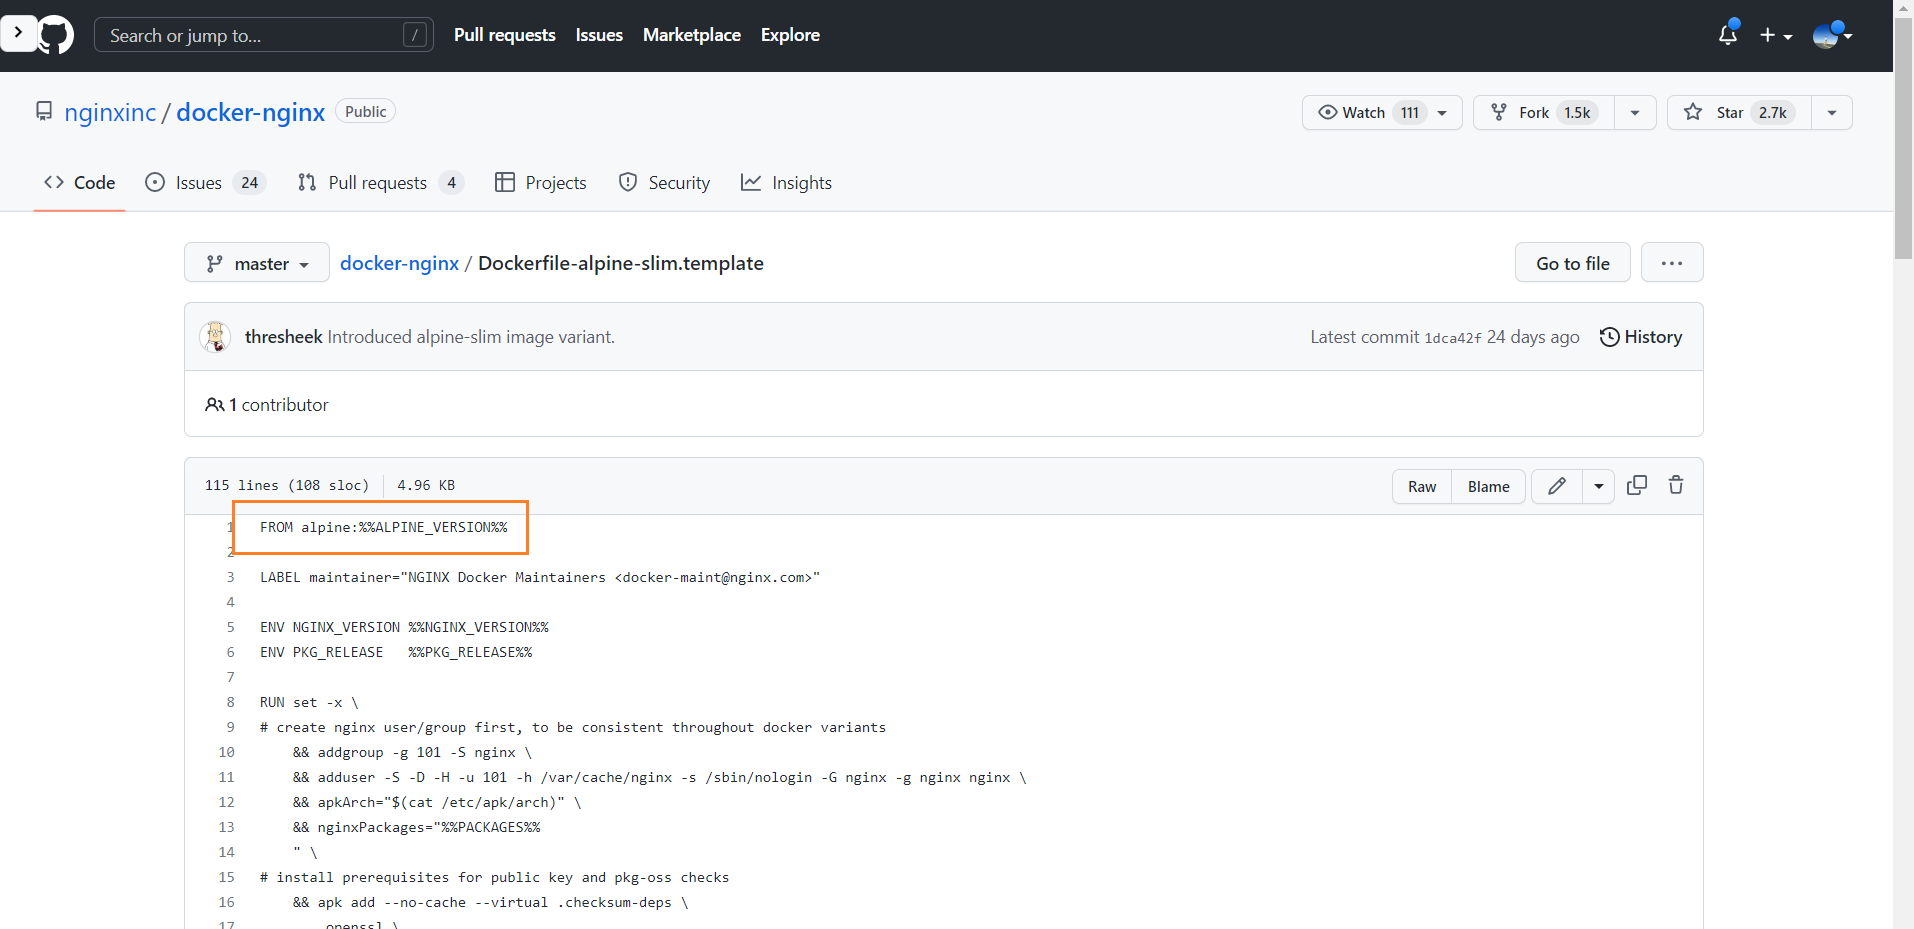 Search or jump to... / Pull requests Issues Marketplace Explore
nginxinc / docker-nginx Public Watch 111 Fork 1.5k Star 2.7k
Code Issues 24 Pull requests 4 Projects Security Insights
master docker-nginx / Dockerfile-alpine-slim.template Go to file ...
thresheek Introduced alpine-slim image variant. Latest commit 1dca42f 24 days ago History
1 contributor
115 lines (108 sloc) 4.96 KB Raw Blame
1 FROM alpine:%%ALPINE_VERSION%%
2
3 LABEL maintainer="NGINX Docker Maintainers <docker-maint@nginx.com>"
4
5 ENV NGINX_VERSION %%NGINX_VERSION%%
6 ENV PKG_RELEASE   %%PKG_RELEASE%%
7
8 RUN set -x \
9 # create nginx user/group first, to be consistent throughout docker variants
10     && addgroup -g 101 -S nginx \
11     && adduser -S -D -H -u 101 -h /var/cache/nginx -s /sbin/nologin -G nginx -g nginx nginx \
12     && apkArch="$(cat /etc/apk/arch)" \
13     && nginxPackages="%%PACKAGES%%
14     " \
15 # install prerequisites for public key and pkg-oss checks
16     && apk add --no-cache --virtual .checksum-deps \
17         openssl \